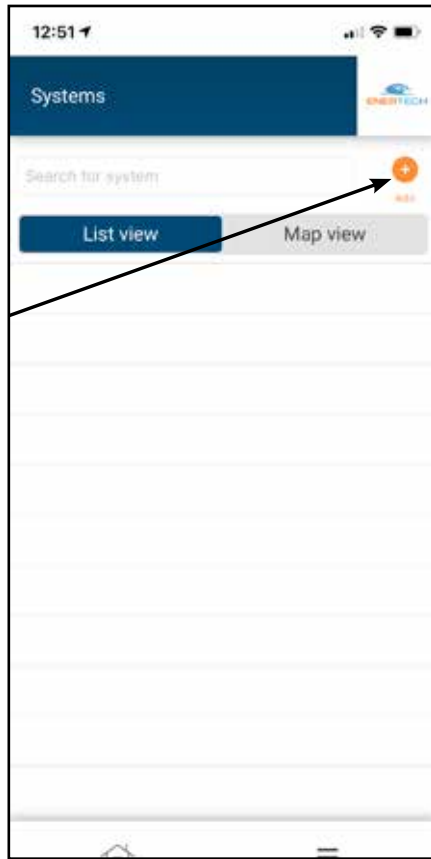 12:51
Systems
ENERTECH
Search for system
Add
List view
Map view